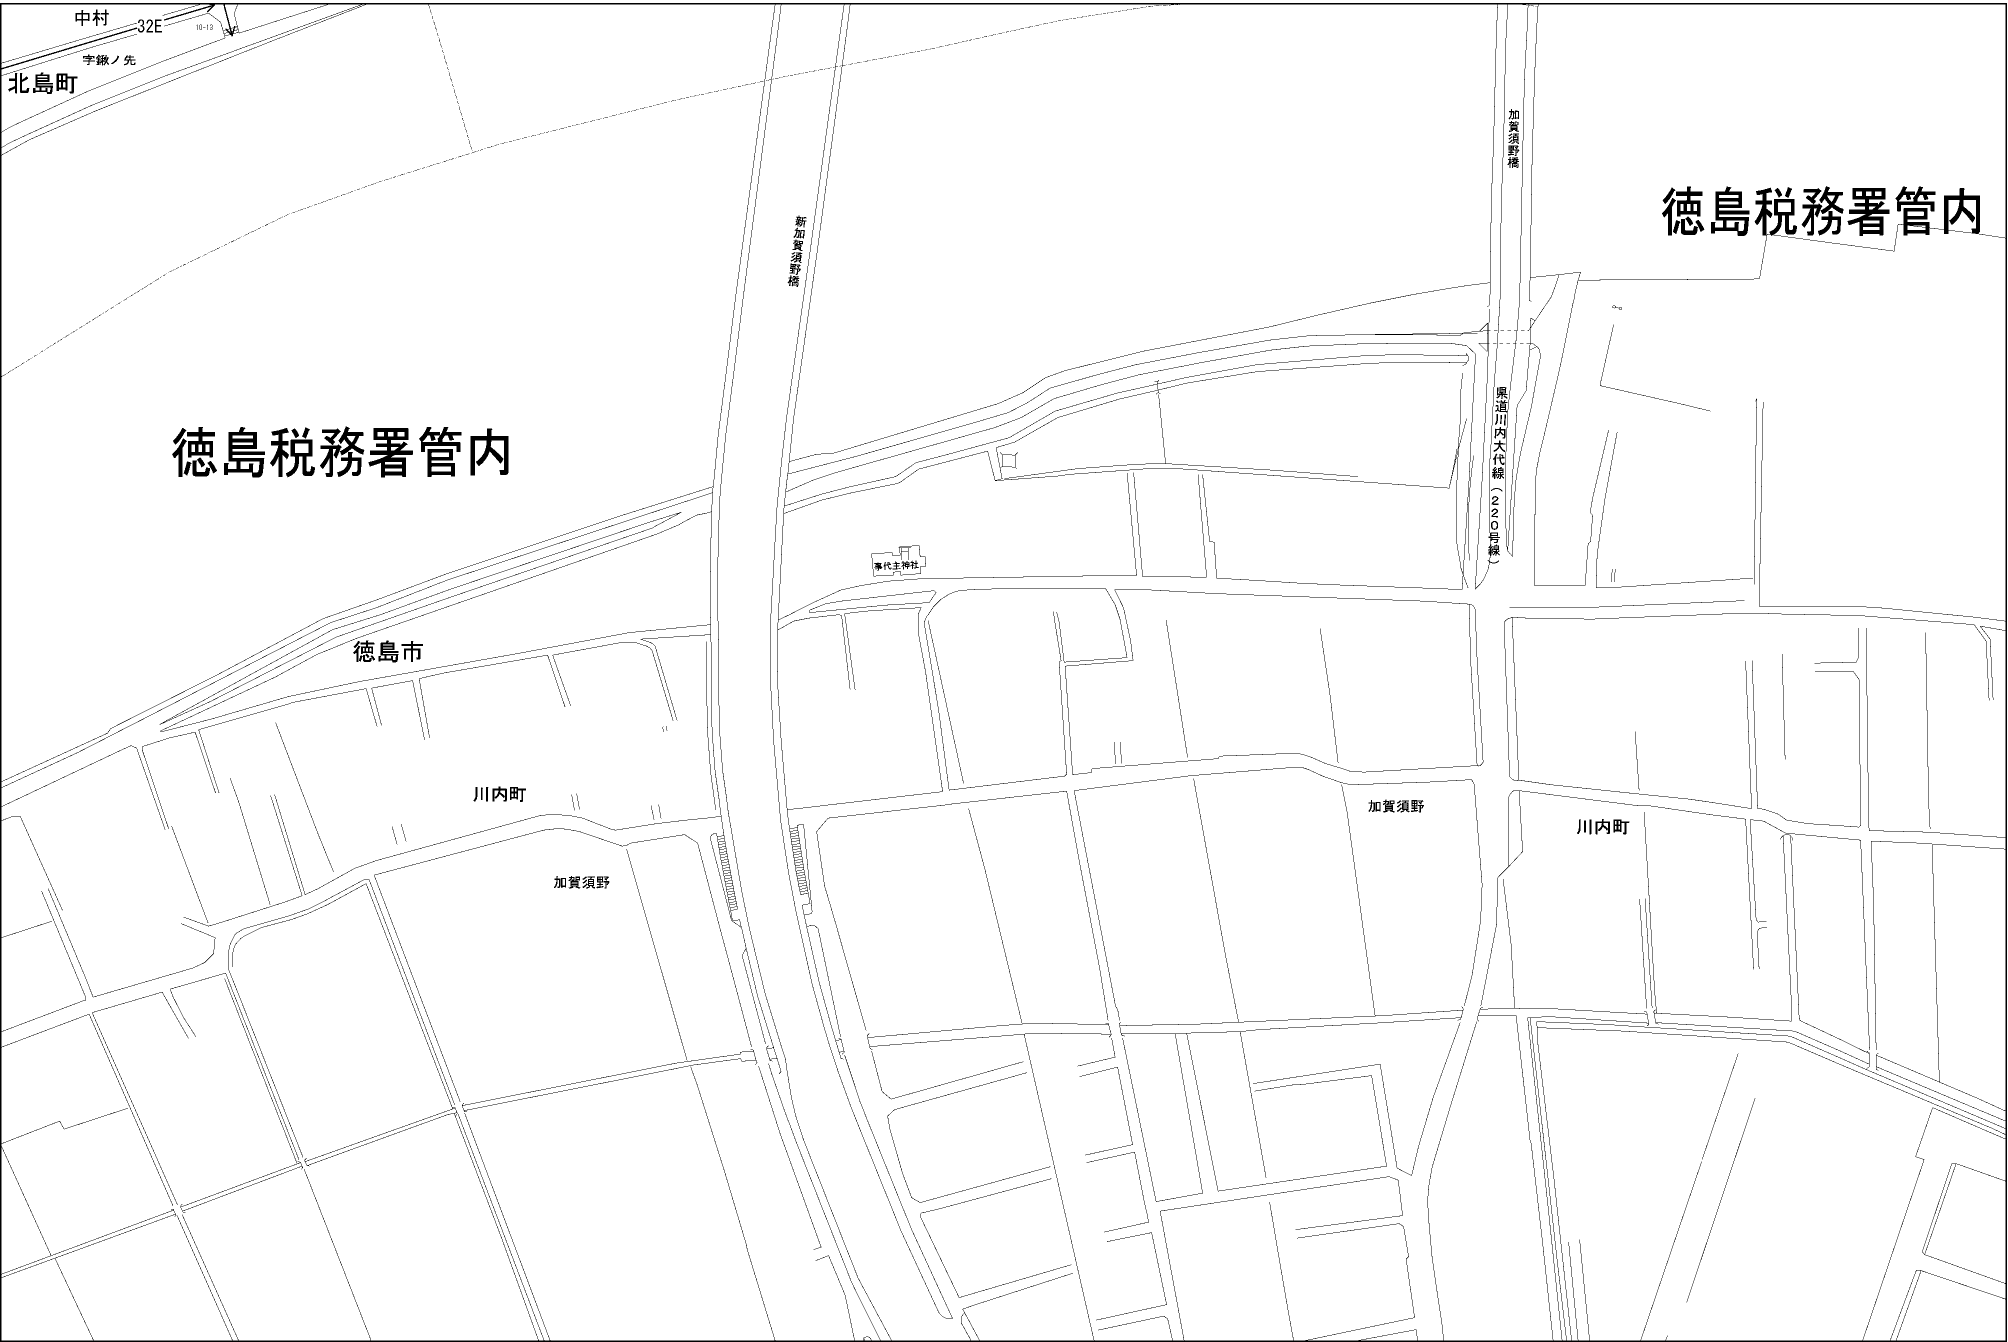 中村
32E
10-13
字鍬ノ先
北島町
加賀須野橋
徳島税務署管内
新加賀須野橋
徳島税務署管内
県道川内大代線(220号線)
事代主神社
徳島市
川内町
加賀須野
川内町
加賀須野